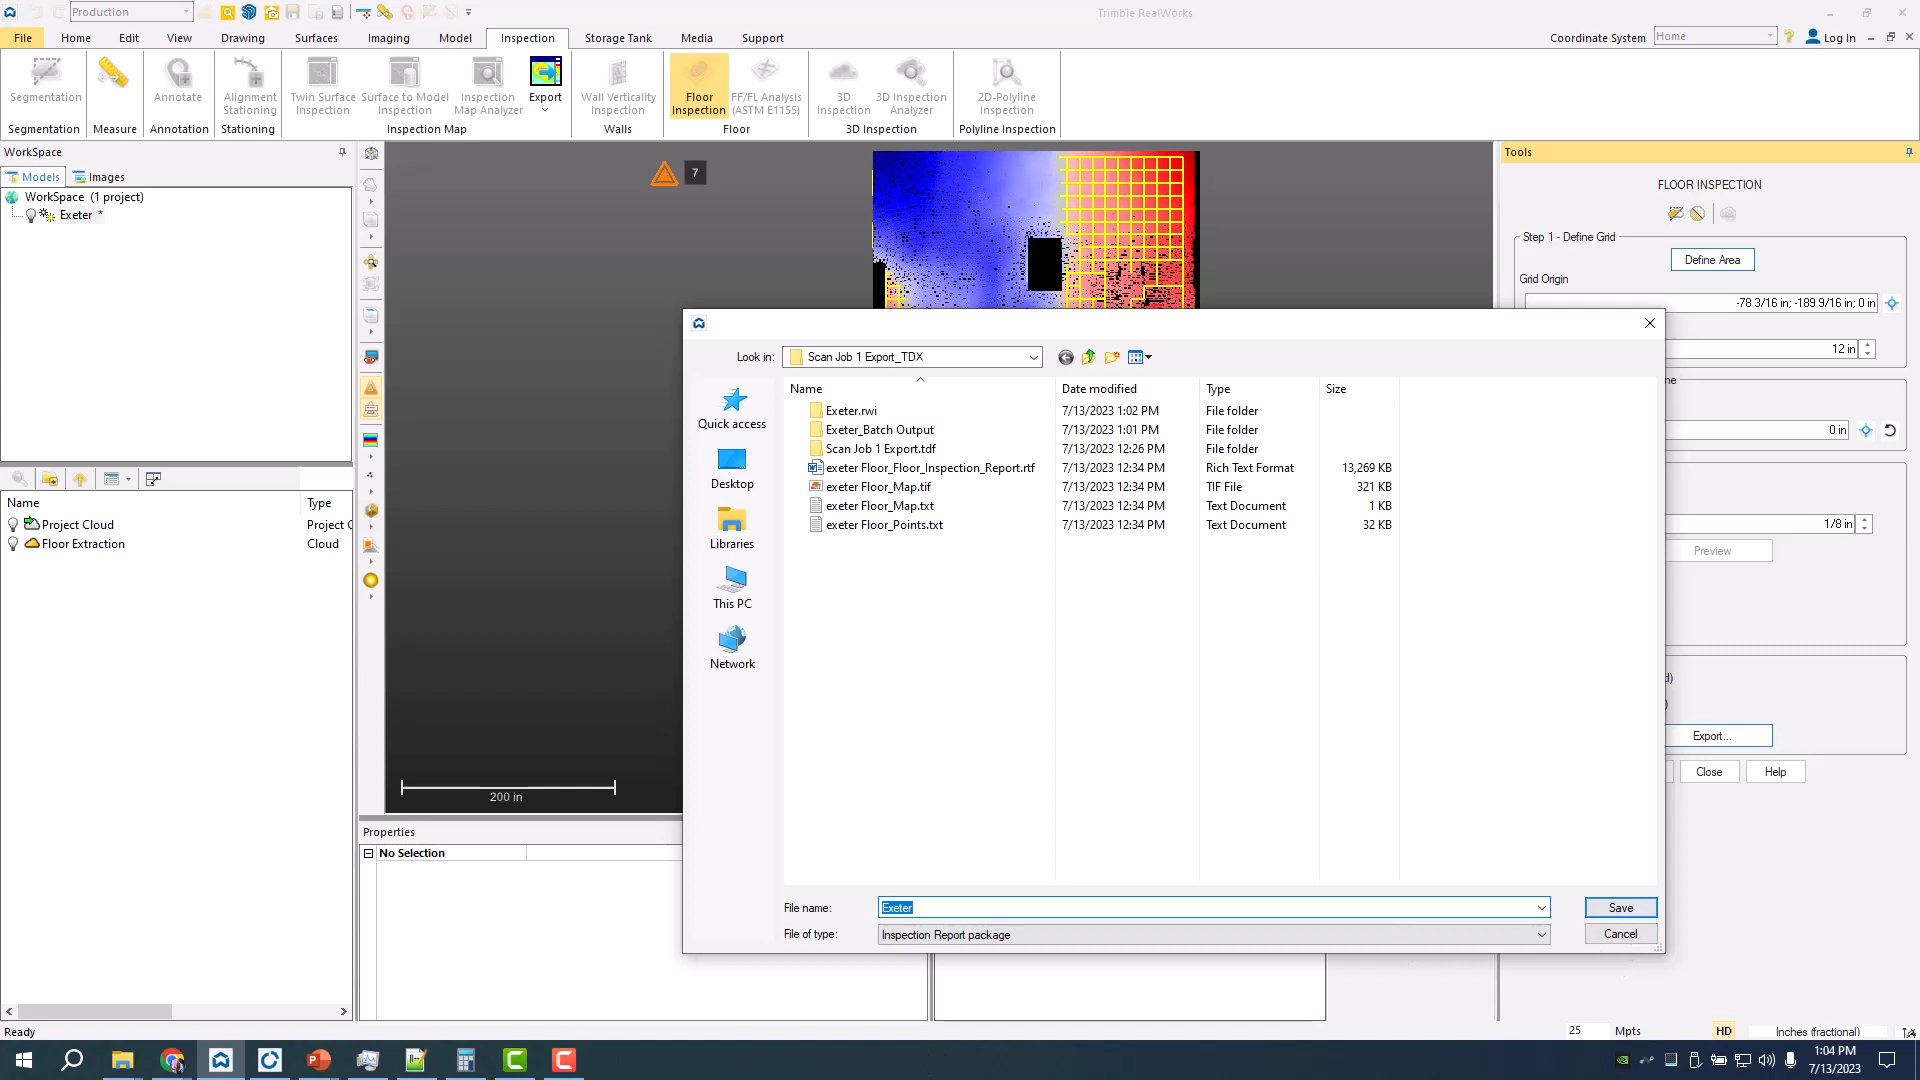 Production
Trimble RealWorks
File Home Edit View Drawing Surfaces Imaging Model Inspection Storage Tank Media Support
Coordinate System Home Log In
Segmentation
Annotate
Alignment Stationing
Twin Surface Inspection
Surface to Model Inspection
Inspection Map Analyzer
Export
Wall Verticality Inspection
Floor Inspection
FF/FL Analysis (ASTM E1155)
3D Inspection
3D Inspection Analyzer
2D-Polyline Inspection
Segmentation Measure Annotation Stationing Inspection Map Walls Floor 3D Inspection Polyline Inspection
WorkSpace
Models Images
WorkSpace (1 project)
Exeter *
Name Type
Project Cloud Project C
Floor Extraction Cloud
7
200 in
Properties
No Selection
Tools
FLOOR INSPECTION
Step 1 - Define Grid
Define Area
Grid Origin
-78 3/16 in; -189 9/16 in; 0 in
12 in
ne
0 in
1/8 in
Preview
d)
)
Export...
Close Help
Look in: Scan Job 1 Export_TDX
Quick access
Desktop
Libraries
This PC
Network
Name Date modified Type Size
Exeter.rwi 7/13/2023 1:02 PM File folder
Exeter_Batch Output 7/13/2023 1:01 PM File folder
Scan Job 1 Export.tdf 7/13/2023 12:26 PM File folder
exeter Floor_Floor_Inspection_Report.rtf 7/13/2023 12:34 PM Rich Text Format 13,269 KB
exeter Floor_Map.tif 7/13/2023 12:34 PM TIF File 321 KB
exeter Floor_Map.txt 7/13/2023 12:34 PM Text Document 1 KB
exeter Floor_Points.txt 7/13/2023 12:34 PM Text Document 32 KB
File name: Exeter Save
File of type: Inspection Report package Cancel
Ready
25 Mpts HD Inches (fractional)
1:04 PM
7/13/2023